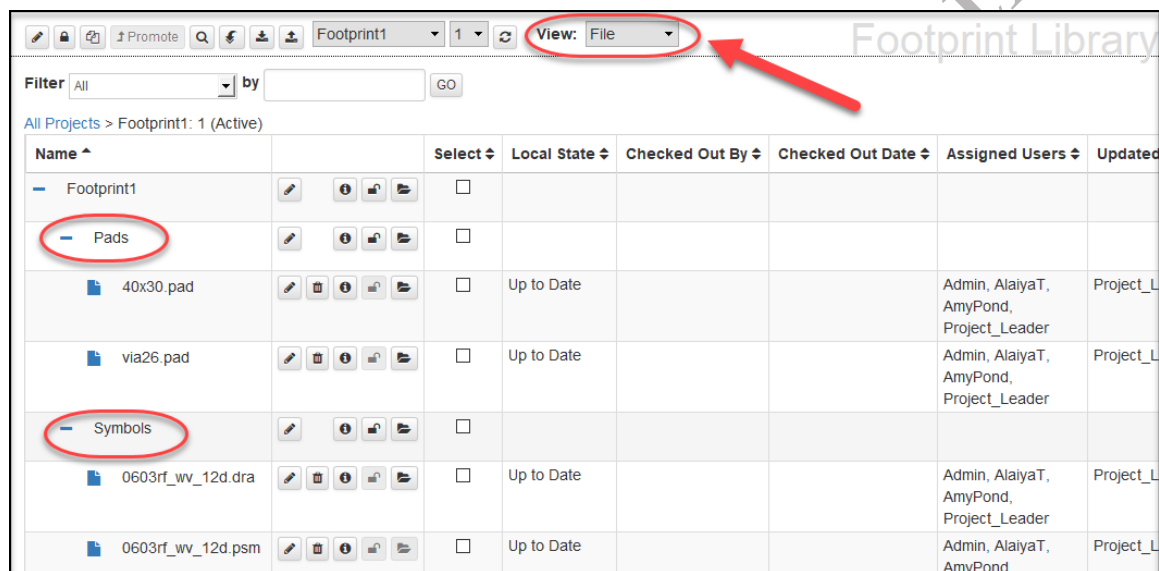 Promote Footprint1 1 View: File Footprint Library
Filter All by GO
All Projects > Footprint1: 1 (Active)
Name Select Local State Checked Out By Checked Out Date Assigned Users Updated
Footprint1
Pads
40x30.pad Up to Date Admin, AlaiyaT, Project_L
AmyPond,
Project_Leader
via26.pad Up to Date Admin, AlaiyaT, Project_L
AmyPond,
Project_Leader
Symbols
0603rf_wv_12d.dra Up to Date Admin, AlaiyaT, Project_L
AmyPond,
Project_Leader
0603rf_wv_12d.psm Up to Date Admin, AlaiyaT, Project_L
AmyPond